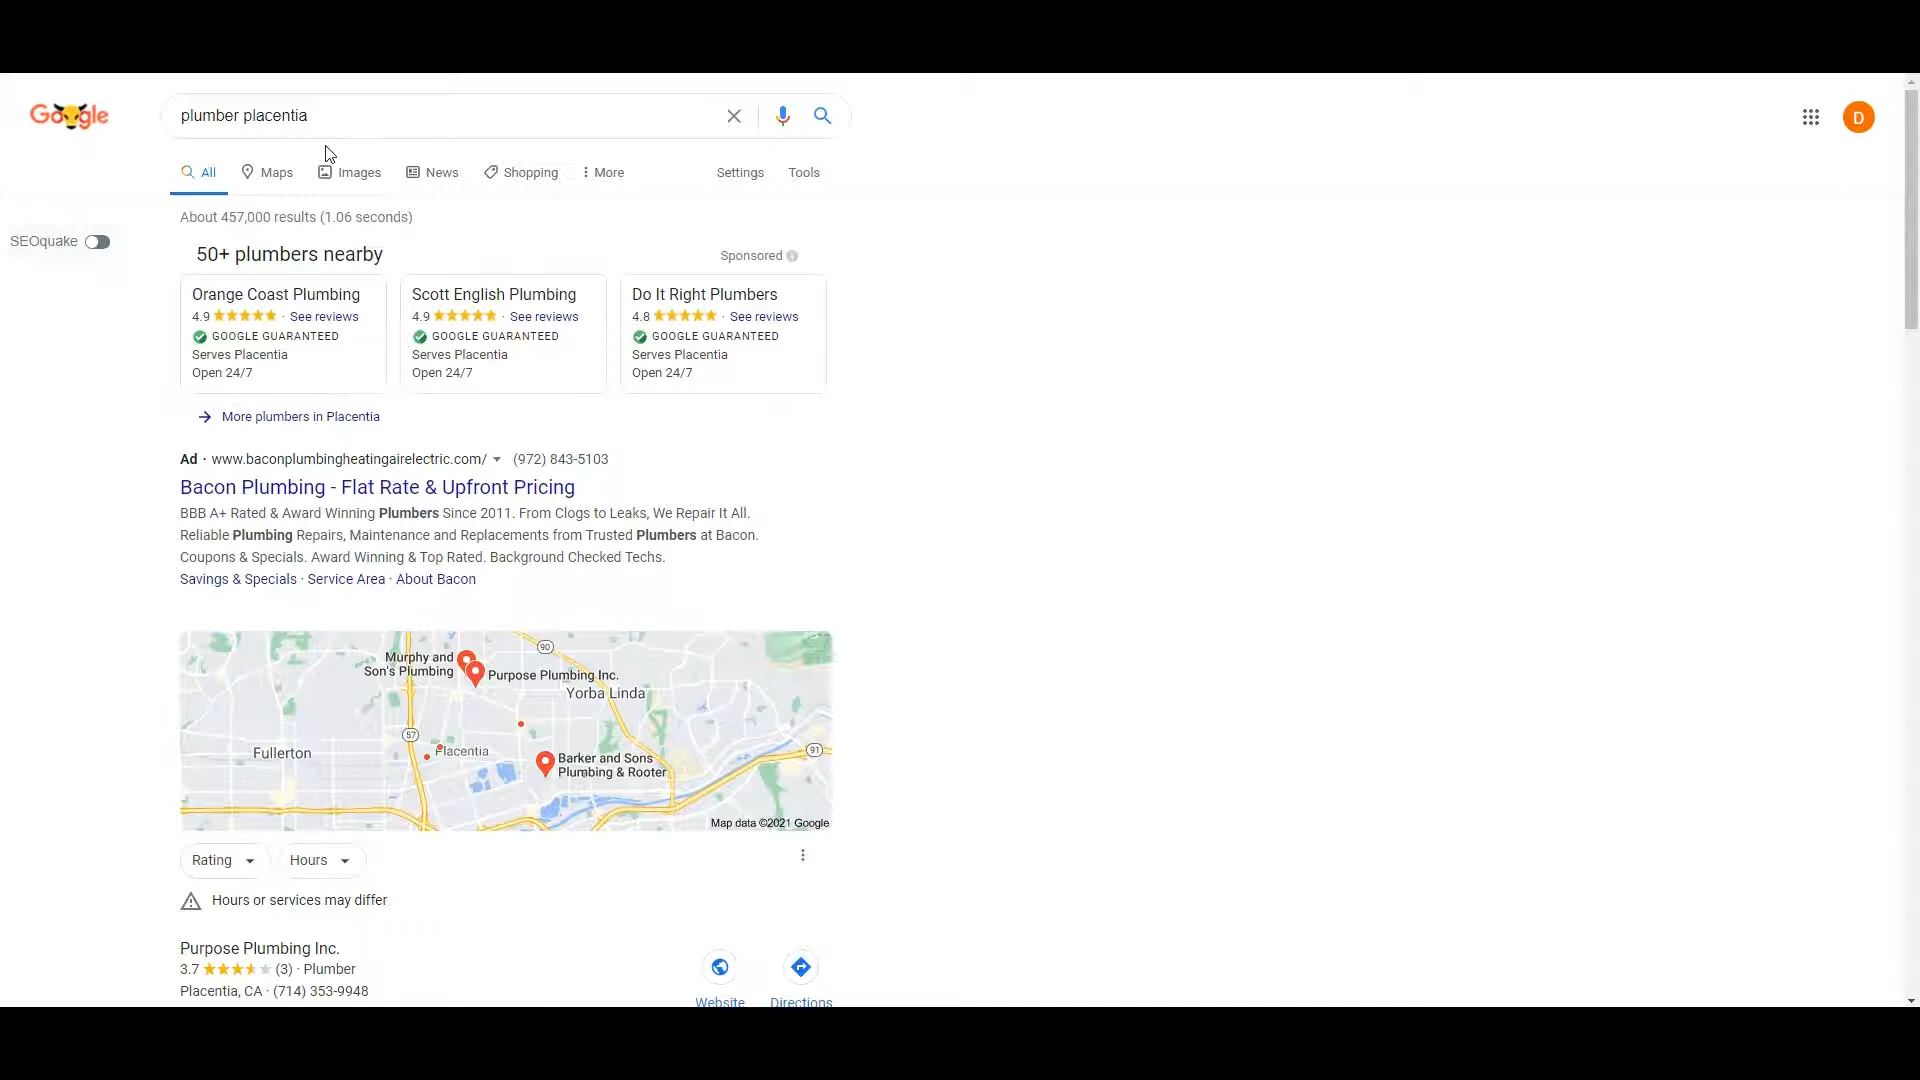 Google
plumber placentia
D
All Maps Images News Shopping More Settings Tools
About 457,000 results (1.06 seconds)
SEOquake
50+ plumbers nearby Sponsored
Orange Coast Plumbing
4.9 · See reviews
GOOGLE GUARANTEED
Serves Placentia
Open 24/7
Scott English Plumbing
4.9 · See reviews
GOOGLE GUARANTEED
Serves Placentia
Open 24/7
Do It Right Plumbers
4.8 · See reviews
GOOGLE GUARANTEED
Serves Placentia
Open 24/7
More plumbers in Placentia
Ad · www.baconplumbingheatingairelectric.com/ (972) 843-5103
Bacon Plumbing - Flat Rate & Upfront Pricing
BBB A+ Rated & Award Winning Plumbers Since 2011. From Clogs to Leaks, We Repair It All.
Reliable Plumbing Repairs, Maintenance and Replacements from Trusted Plumbers at Bacon.
Coupons & Specials. Award Winning & Top Rated. Background Checked Techs.
Savings & Specials · Service Area · About Bacon
90
Murphy and
Son's Plumbing
Purpose Plumbing Inc.
Yorba Linda
57
Placentia
Fullerton
91
Barker and Sons
Plumbing & Rooter
Map data ©2021 Google
Rating Hours
Hours or services may differ
Purpose Plumbing Inc.
3.7 (3) · Plumber
Placentia, CA · (714) 353-9948
Website Directions